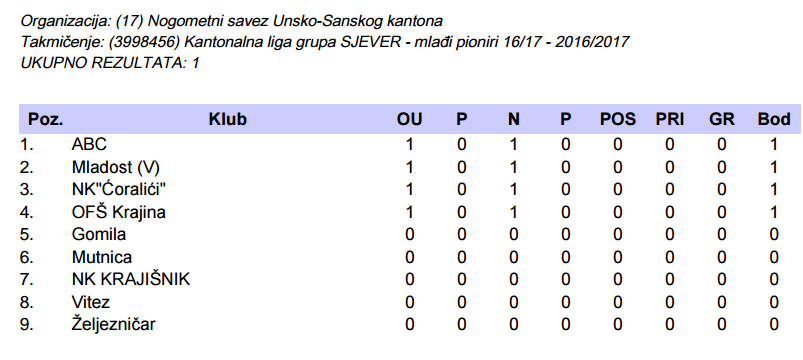 Organizacija: (17) Nogometni savez Unsko-Sanskog kantona
Takmičenje: (3998456) Kantonalna liga grupa SJEVER - mlađi pioniri 16/17 - 2016/2017
UKUPNO REZULTATA: 1
Poz. Klub OU P N P POS PRI GR Bod
1. ABC 1 0 1 0 0 0 0 1
2. Mladost (V) 1 0 1 0 0 0 0 1
3. NK"Ćoralići" 1 0 1 0 0 0 0 1
4. OFŠ Krajina 1 0 1 0 0 0 0 1
5. Gomila 0 0 0 0 0 0 0 0
6. Mutnica 0 0 0 0 0 0 0 0
7. NK KRAJIŠNIK 0 0 0 0 0 0 0 0
8. Vitez 0 0 0 0 0 0 0 0
9. Željezničar 0 0 0 0 0 0 0 0